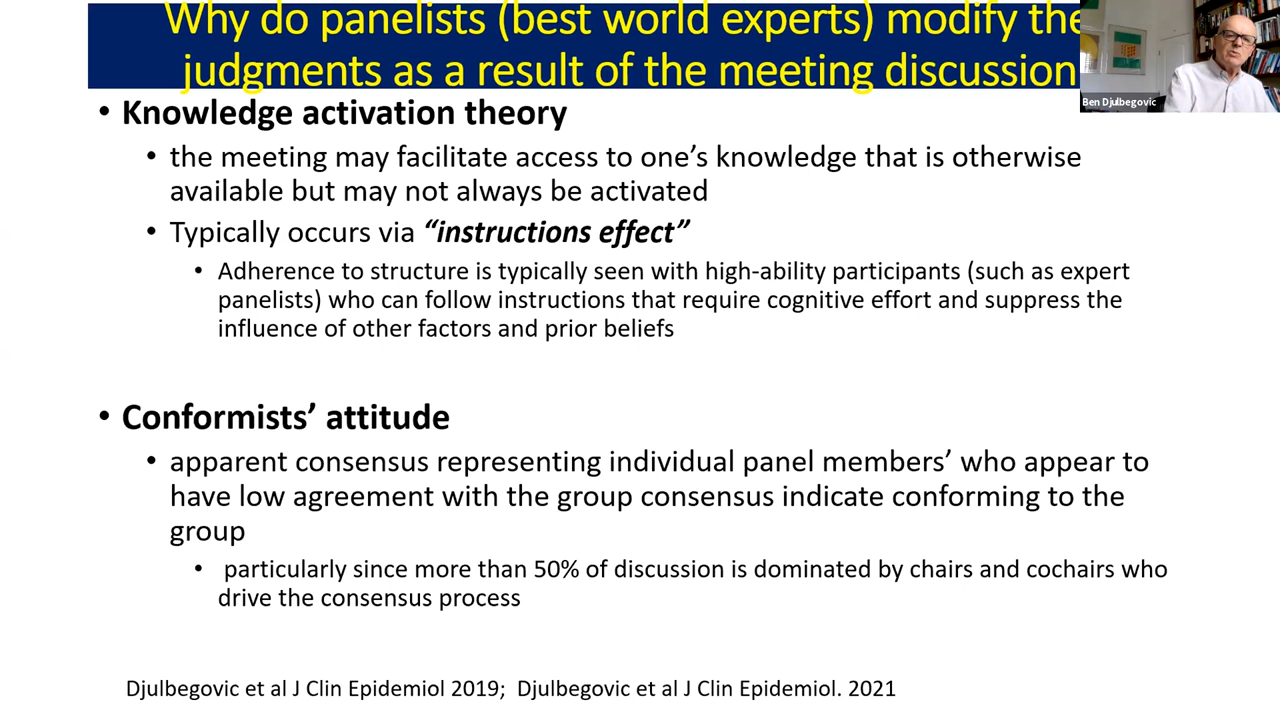 Why do panelists (best world experts) modify the
judgments as a result of the meeting discussion
Ben Djulbegovic
• Knowledge activation theory
• the meeting may facilitate access to one’s knowledge that is otherwise
available but may not always be activated
• Typically occurs via “instructions effect”
• Adherence to structure is typically seen with high-ability participants (such as expert
panelists) who can follow instructions that require cognitive effort and suppress the
influence of other factors and prior beliefs
• Conformists’ attitude
• apparent consensus representing individual panel members’ who appear to
have low agreement with the group consensus indicate conforming to the
group
• particularly since more than 50% of discussion is dominated by chairs and cochairs who
drive the consensus process
Djulbegovic et al J Clin Epidemiol 2019; Djulbegovic et al J Clin Epidemiol. 2021